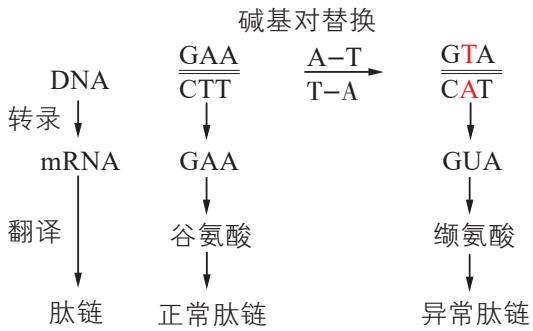 碱基对替换
DNA GAA A–T GTA
CTT T–A CAT
转录
mRNA GAA GUA
翻译 谷氨酸 缬氨酸
肽链 正常肽链 异常肽链